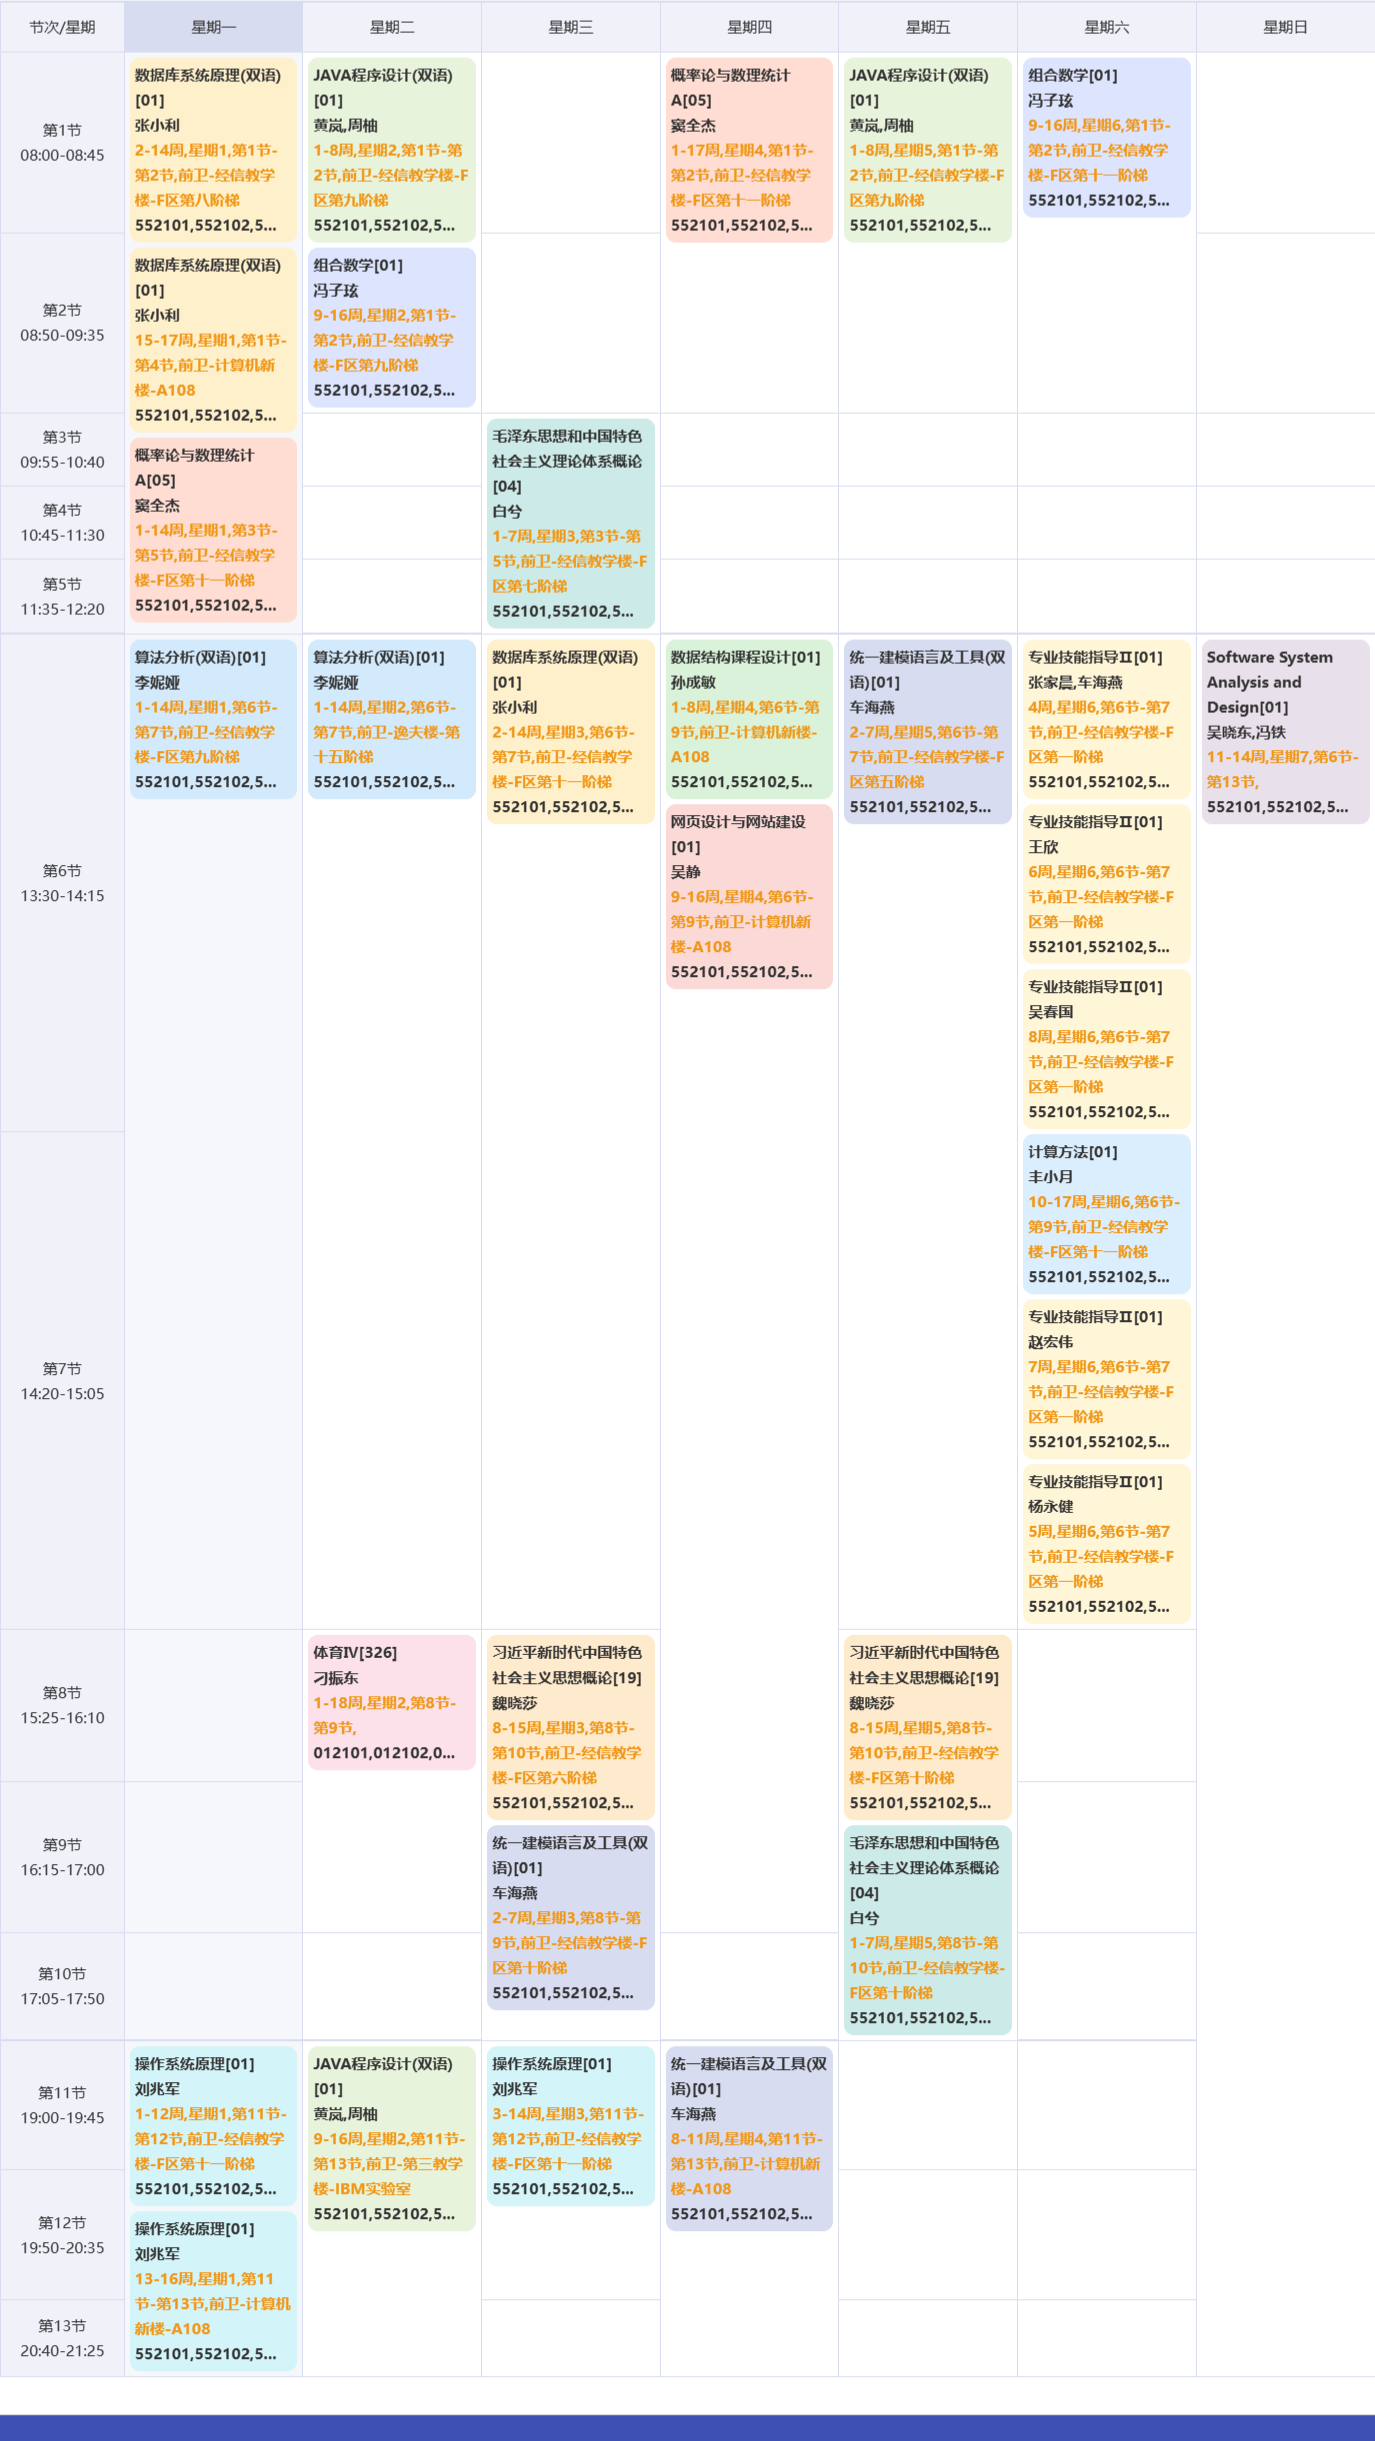 节次/星期
星期一
星期二
星期三
星期四
星期五
星期六
星期日
第1节
08:00-08:45
数据库系统原理(双语)
[01]
张小利
2-14周,星期1,第1节-
第2节,前卫-经信教学
楼-F区第八阶梯
552101,552102,5...
数据库系统原理(双语)
[01]
张小利
15-17周,星期1,第1节-
第4节,前卫-计算机新
楼-A108
552101,552102,5...
JAVA程序设计(双语)
[01]
黄岚,周柚
1-8周,星期2,第1节-第
2节,前卫-经信教学楼-F
区第九阶梯
552101,552102,5...
组合数学[01]
冯子玹
9-16周,星期2,第1节-
第2节,前卫-经信教学
楼-F区第九阶梯
552101,552102,5...
概率论与数理统计
A[05]
窦全杰
1-17周,星期4,第1节-
第2节,前卫-经信教学
楼-F区第十一阶梯
552101,552102,5...
JAVA程序设计(双语)
[01]
黄岚,周柚
1-8周,星期5,第1节-第
2节,前卫-经信教学楼-F
区第九阶梯
552101,552102,5...
组合数学[01]
冯子玹
9-16周,星期6,第1节-
第2节,前卫-经信教学
楼-F区第十一阶梯
552101,552102,5...
第2节
08:50-09:35
第3节
09:55-10:40
概率论与数理统计
A[05]
窦全杰
1-14周,星期1,第3节-
第5节,前卫-经信教学
楼-F区第十一阶梯
552101,552102,5...
毛泽东思想和中国特色
社会主义理论体系概论
[04]
白兮
1-7周,星期3,第3节-第
5节,前卫-经信教学楼-F
区第七阶梯
552101,552102,5...
第4节
10:45-11:30
第5节
11:35-12:20
第6节
13:30-14:15
算法分析(双语)[01]
李妮娅
1-14周,星期1,第6节-
第7节,前卫-经信教学
楼-F区第九阶梯
552101,552102,5...
算法分析(双语)[01]
李妮娅
1-14周,星期2,第6节-
第7节,前卫-逸夫楼-第
十五阶梯
552101,552102,5...
数据库系统原理(双语)
[01]
张小利
2-14周,星期3,第6节-
第7节,前卫-经信教学
楼-F区第十一阶梯
552101,552102,5...
数据结构课程设计[01]
孙成敏
1-8周,星期4,第6节-第
9节,前卫-计算机新楼-
A108
552101,552102,5...
网页设计与网站建设
[01]
吴静
9-16周,星期4,第6节-
第9节,前卫-计算机新
楼-A108
552101,552102,5...
统一建模语言及工具(双
语)[01]
车海燕
2-7周,星期5,第6节-第
7节,前卫-经信教学楼-F
区第五阶梯
552101,552102,5...
专业技能指导Ⅱ[01]
张家晨,车海燕
4周,星期6,第6节-第7
节,前卫-经信教学楼-F
区第一阶梯
552101,552102,5...
专业技能指导Ⅱ[01]
王欣
6周,星期6,第6节-第7
节,前卫-经信教学楼-F
区第一阶梯
552101,552102,5...
专业技能指导Ⅱ[01]
吴春国
8周,星期6,第6节-第7
节,前卫-经信教学楼-F
区第一阶梯
552101,552102,5...
计算方法[01]
丰小月
10-17周,星期6,第6节-
第9节,前卫-经信教学
楼-F区第十一阶梯
552101,552102,5...
专业技能指导Ⅱ[01]
赵宏伟
7周,星期6,第6节-第7
节,前卫-经信教学楼-F
区第一阶梯
552101,552102,5...
专业技能指导Ⅱ[01]
杨永健
5周,星期6,第6节-第7
节,前卫-经信教学楼-F
区第一阶梯
552101,552102,5...
Software System
Analysis and
Design[01]
吴晓东,冯铁
11-14周,星期7,第6节-
第13节,
552101,552102,5...
第7节
14:20-15:05
第8节
15:25-16:10
体育Ⅳ[326]
刁振东
1-18周,星期2,第8节-
第9节,
012101,012102,0...
习近平新时代中国特色
社会主义思想概论[19]
魏晓莎
8-15周,星期3,第8节-
第10节,前卫-经信教学
楼-F区第六阶梯
552101,552102,5...
统一建模语言及工具(双
语)[01]
车海燕
2-7周,星期3,第8节-第
9节,前卫-经信教学楼-F
区第十阶梯
552101,552102,5...
习近平新时代中国特色
社会主义思想概论[19]
魏晓莎
8-15周,星期5,第8节-
第10节,前卫-经信教学
楼-F区第十阶梯
552101,552102,5...
毛泽东思想和中国特色
社会主义理论体系概论
[04]
白兮
1-7周,星期5,第8节-第
10节,前卫-经信教学楼-
F区第十阶梯
552101,552102,5...
第9节
16:15-17:00
第10节
17:05-17:50
第11节
19:00-19:45
操作系统原理[01]
刘兆军
1-12周,星期1,第11节-
第12节,前卫-经信教学
楼-F区第十一阶梯
552101,552102,5...
操作系统原理[01]
刘兆军
13-16周,星期1,第11
节-第13节,前卫-计算机
新楼-A108
552101,552102,5...
JAVA程序设计(双语)
[01]
黄岚,周柚
9-16周,星期2,第11节-
第13节,前卫-第三教学
楼-IBM实验室
552101,552102,5...
操作系统原理[01]
刘兆军
3-14周,星期3,第11节-
第12节,前卫-经信教学
楼-F区第十一阶梯
552101,552102,5...
统一建模语言及工具(双
语)[01]
车海燕
8-11周,星期4,第11节-
第13节,前卫-计算机新
楼-A108
552101,552102,5...
第12节
19:50-20:35
第13节
20:40-21:25